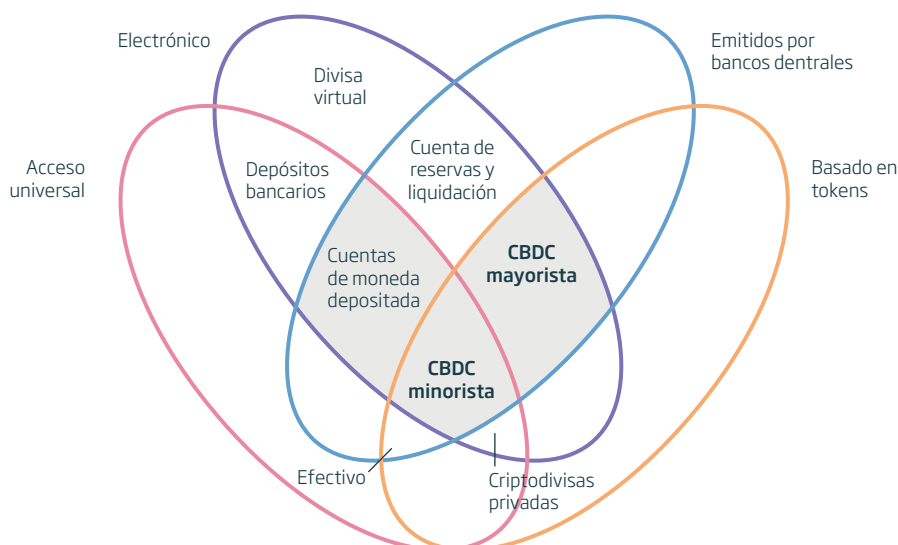 Electrónico
Emitidos por
bancos dentrales
Divisa
virtual
Acceso
universal
Depósitos
bancarios
Cuenta de
reservas y
liquidación
Basado en
tokens
Cuentas
de moneda
depositada
CBDC
mayorista
CBDC
minorista
Efectivo
Criptodivisas
privadas